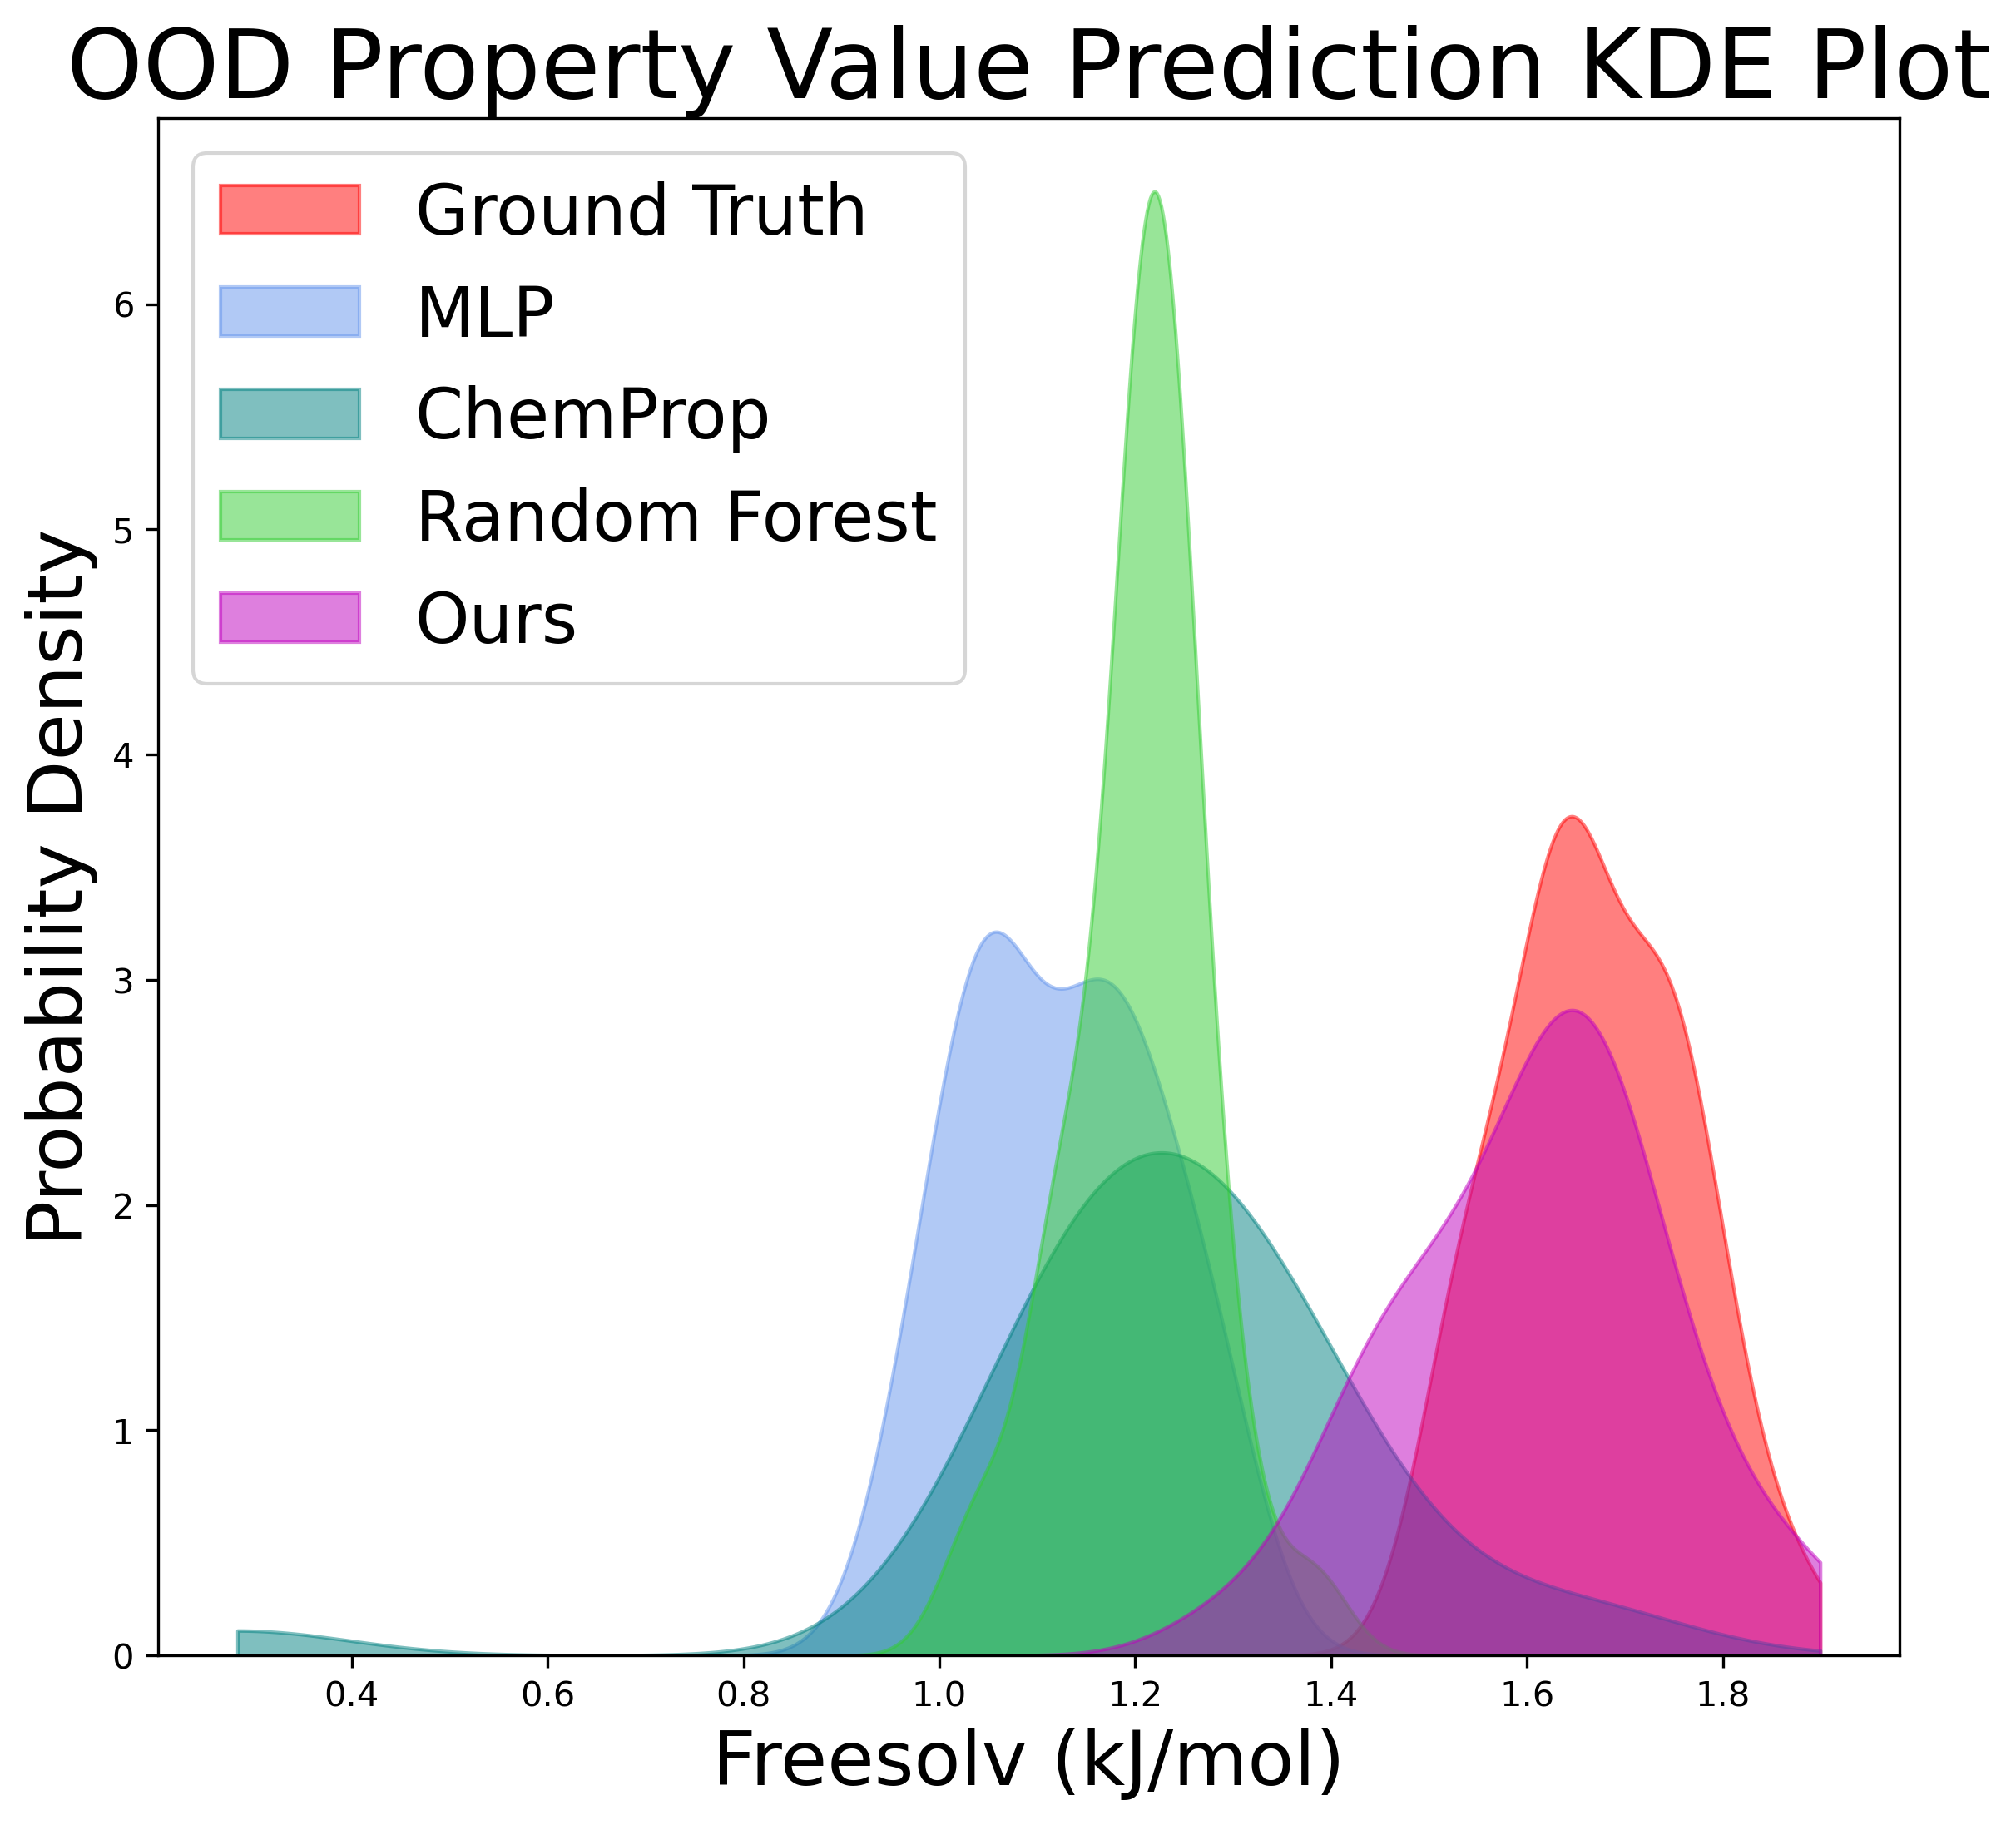 OOD Property Value Prediction KDE Plot
Ground Truth
MLP
ChemProp
Random Forest
Ours
Probability Density
6
5
4
3
2
1
0
0.4 0.6 0.8 1.0 1.2 1.4 1.6 1.8
Freesolv (kJ/mol)